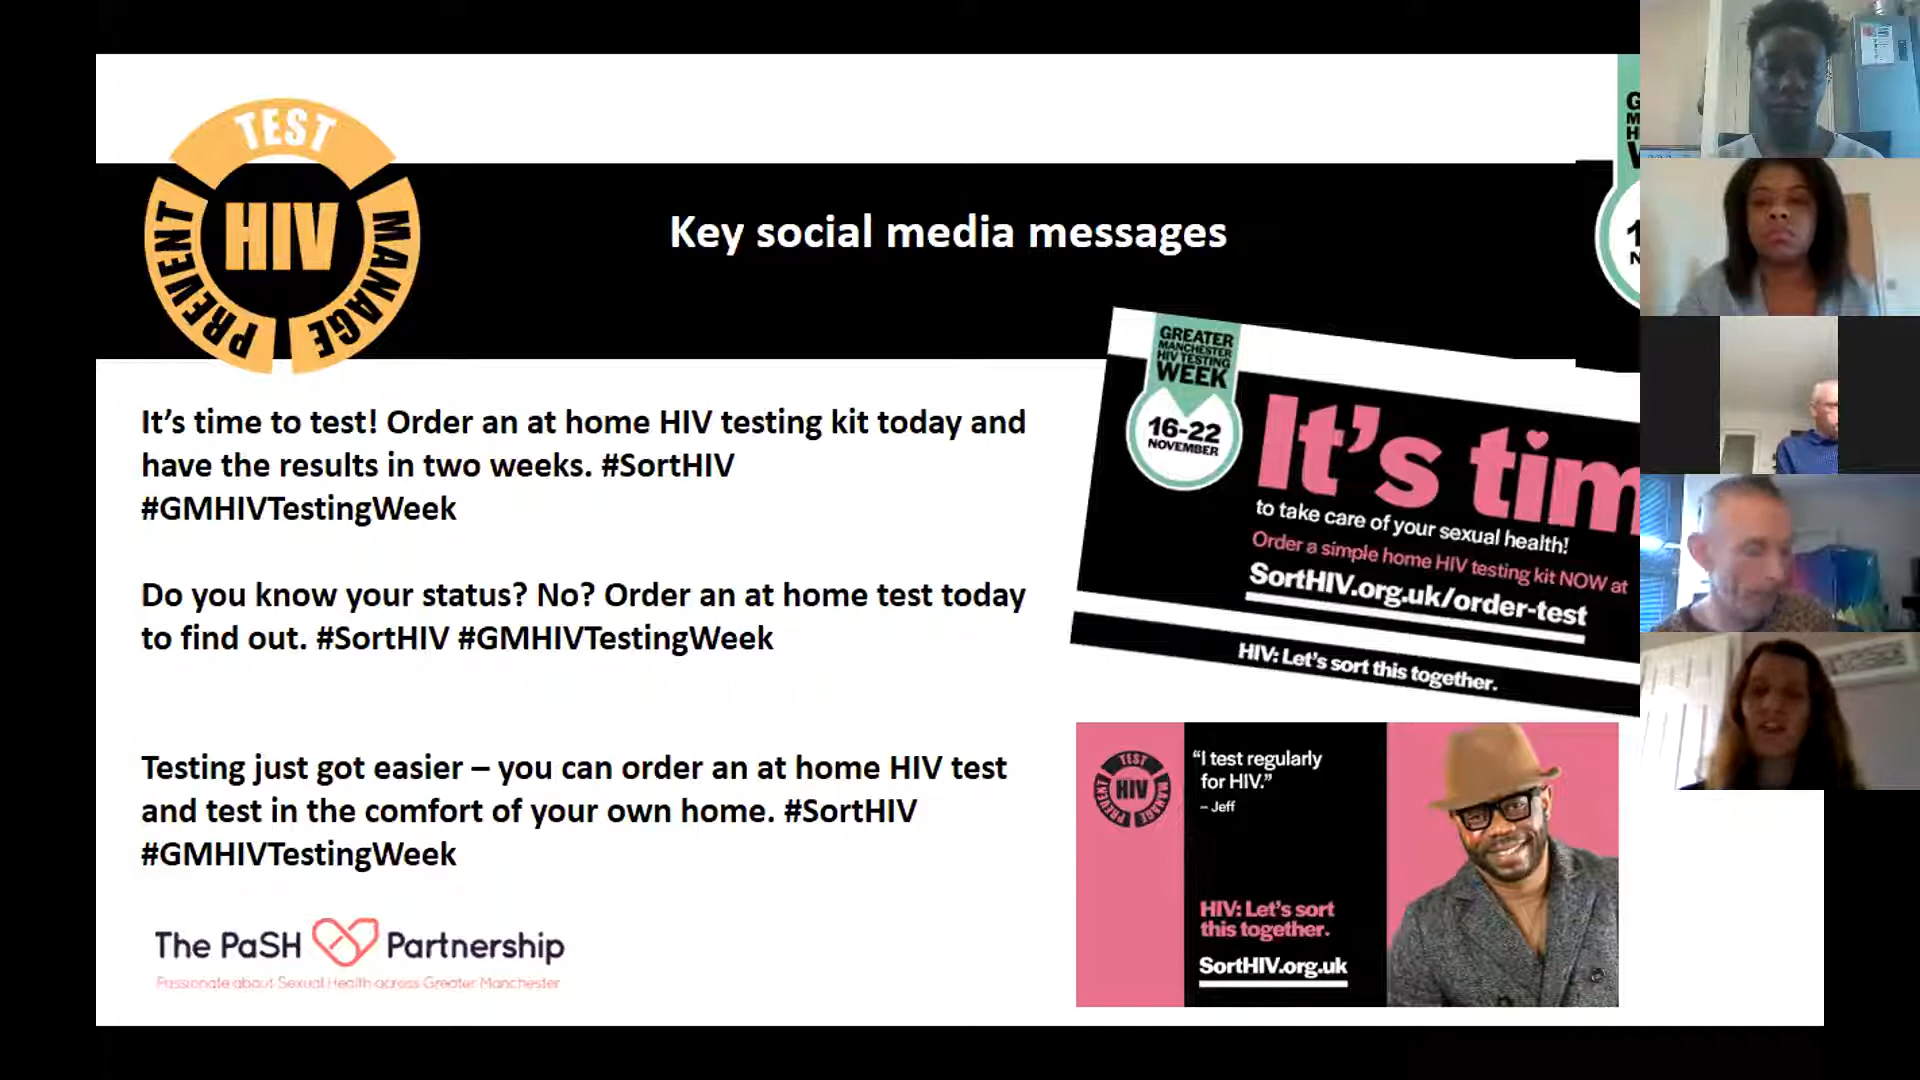 TEST
HIV
PREVENT
MANAGE
Key social media messages
It's time to test! Order an at home HIV testing kit today and
have the results in two weeks. #SortHIV
#GMHIVTestingWeek
Do you know your status? No? Order an at home test today
to find out. #SortHIV #GMHIVTestingWeek
Testing just got easier – you can order an at home HIV test
and test in the comfort of your own home. #SortHIV
#GMHIVTestingWeek
The PaSH Partnership
Passionate about Sexual Health across Greater Manchester
GREATER
MANCHESTER
HIV TESTING
WEEK
16-22
NOVEMBER
It's tim
to take care of your sexual health!
Order a simple home HIV testing kit NOW at
SortHIV.org.uk/order-test
HIV: Let's sort this together.
TEST
HIV
PREVENT
MANAGE
“I test regularly
for HIV.”
– Jeff
HIV: Let's sort
this together.
SortHIV.org.uk